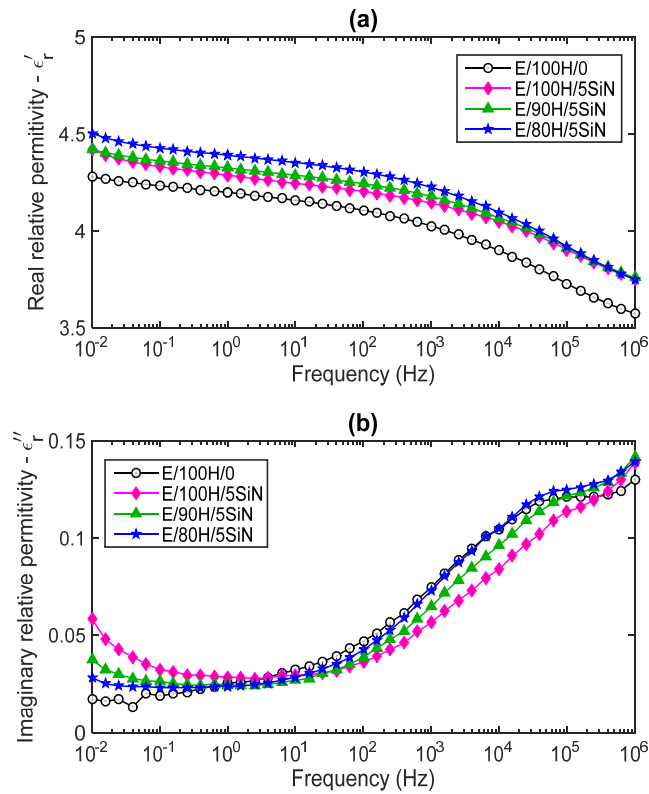 (a)
Real relative permitivity - ϵ′r
5
4.5
4
3.5
E/100H/0
E/100H/5SiN
E/90H/5SiN
E/80H/5SiN
10-2 10-1 100 101 102 103 104 105 106
Frequency (Hz)
(b)
Imaginary relative permitivity - ϵ′′r
0.15
0.1
0.05
0
E/100H/0
E/100H/5SiN
E/90H/5SiN
E/80H/5SiN
10-2 10-1 100 101 102 103 104 105 106
Frequency (Hz)